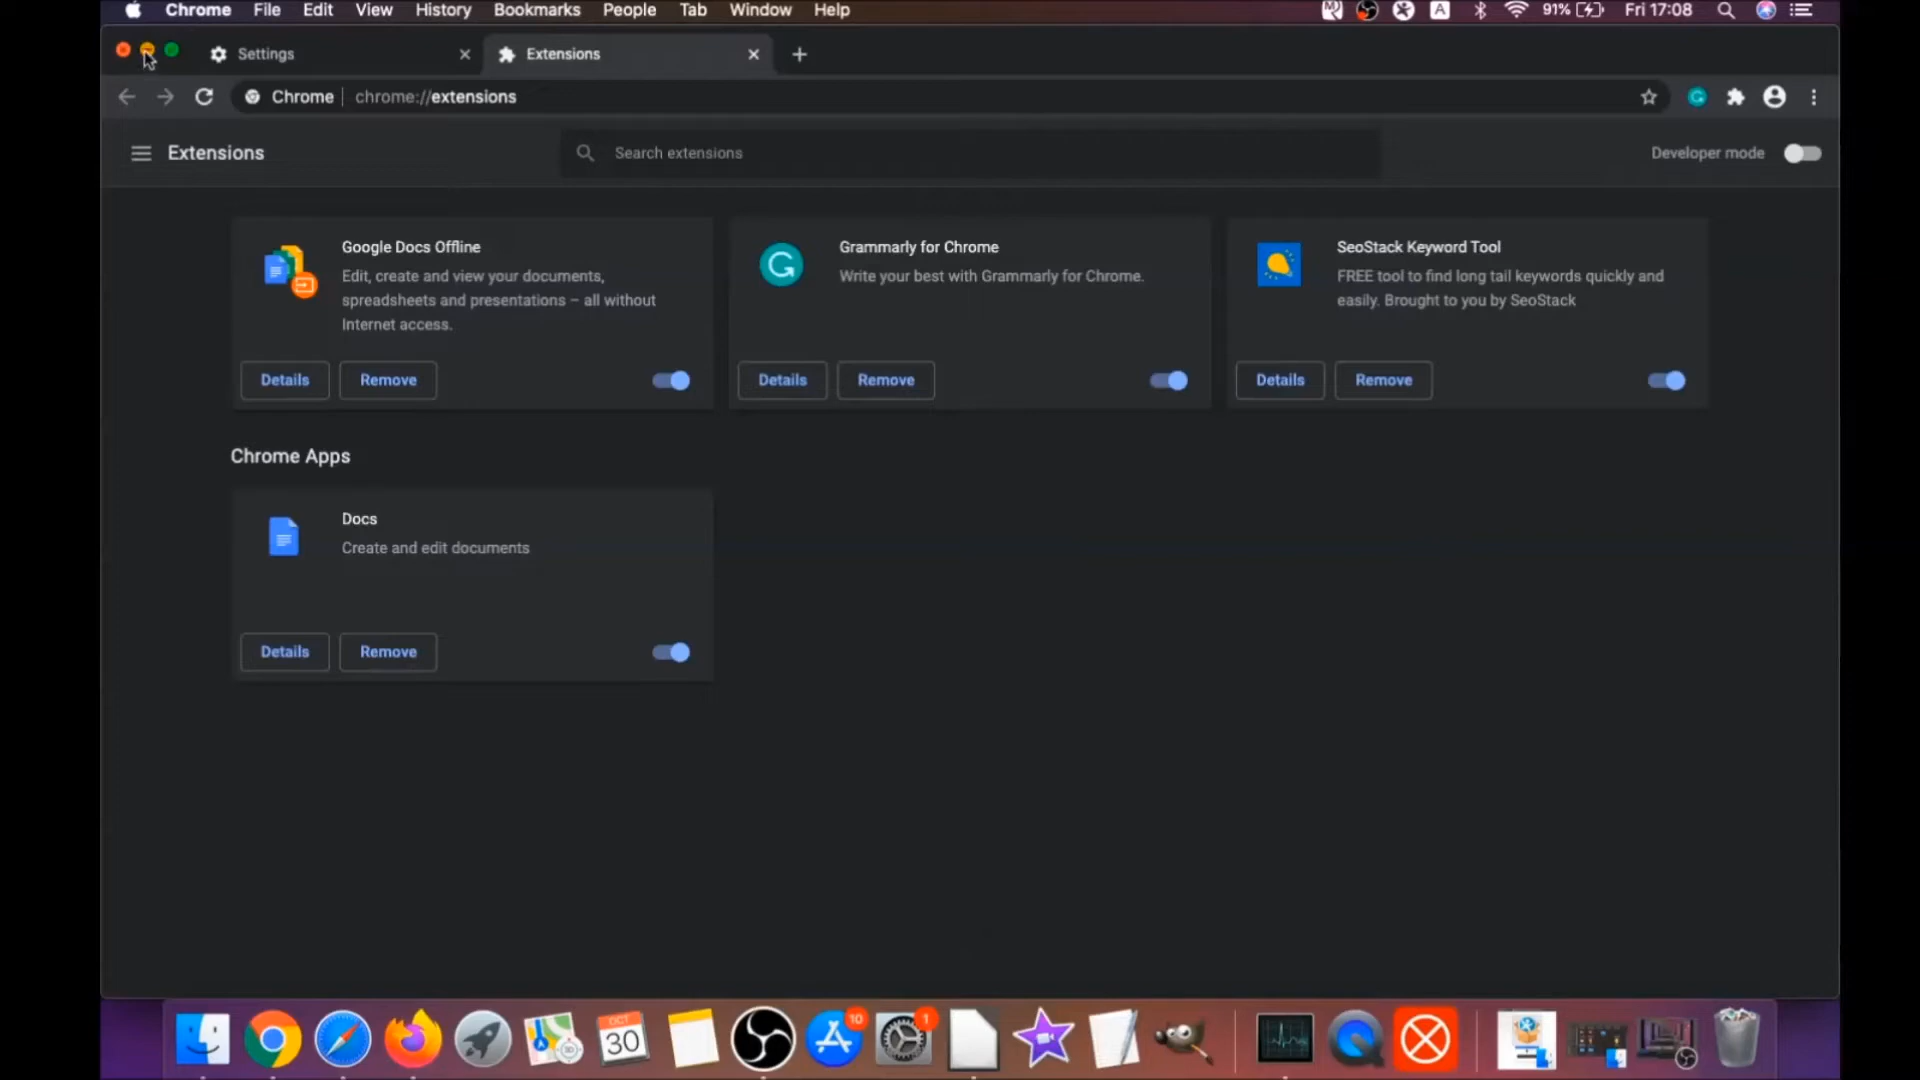 Chrome File Edit View History Bookmarks People Tab Window Help A 91% Fri 17:08
Settings Extensions
Chrome chrome://extensions
Extensions Search extensions Developer mode
Google Docs Offline
Edit, create and view your documents,
spreadsheets and presentations – all without
Internet access.
Details Remove
Grammarly for Chrome
Write your best with Grammarly for Chrome.
Details Remove
SeoStack Keyword Tool
FREE tool to find long tail keywords quickly and
easily. Brought to you by SeoStack
Details Remove
Chrome Apps
Docs
Create and edit documents
Details Remove
OCT
30
10
1